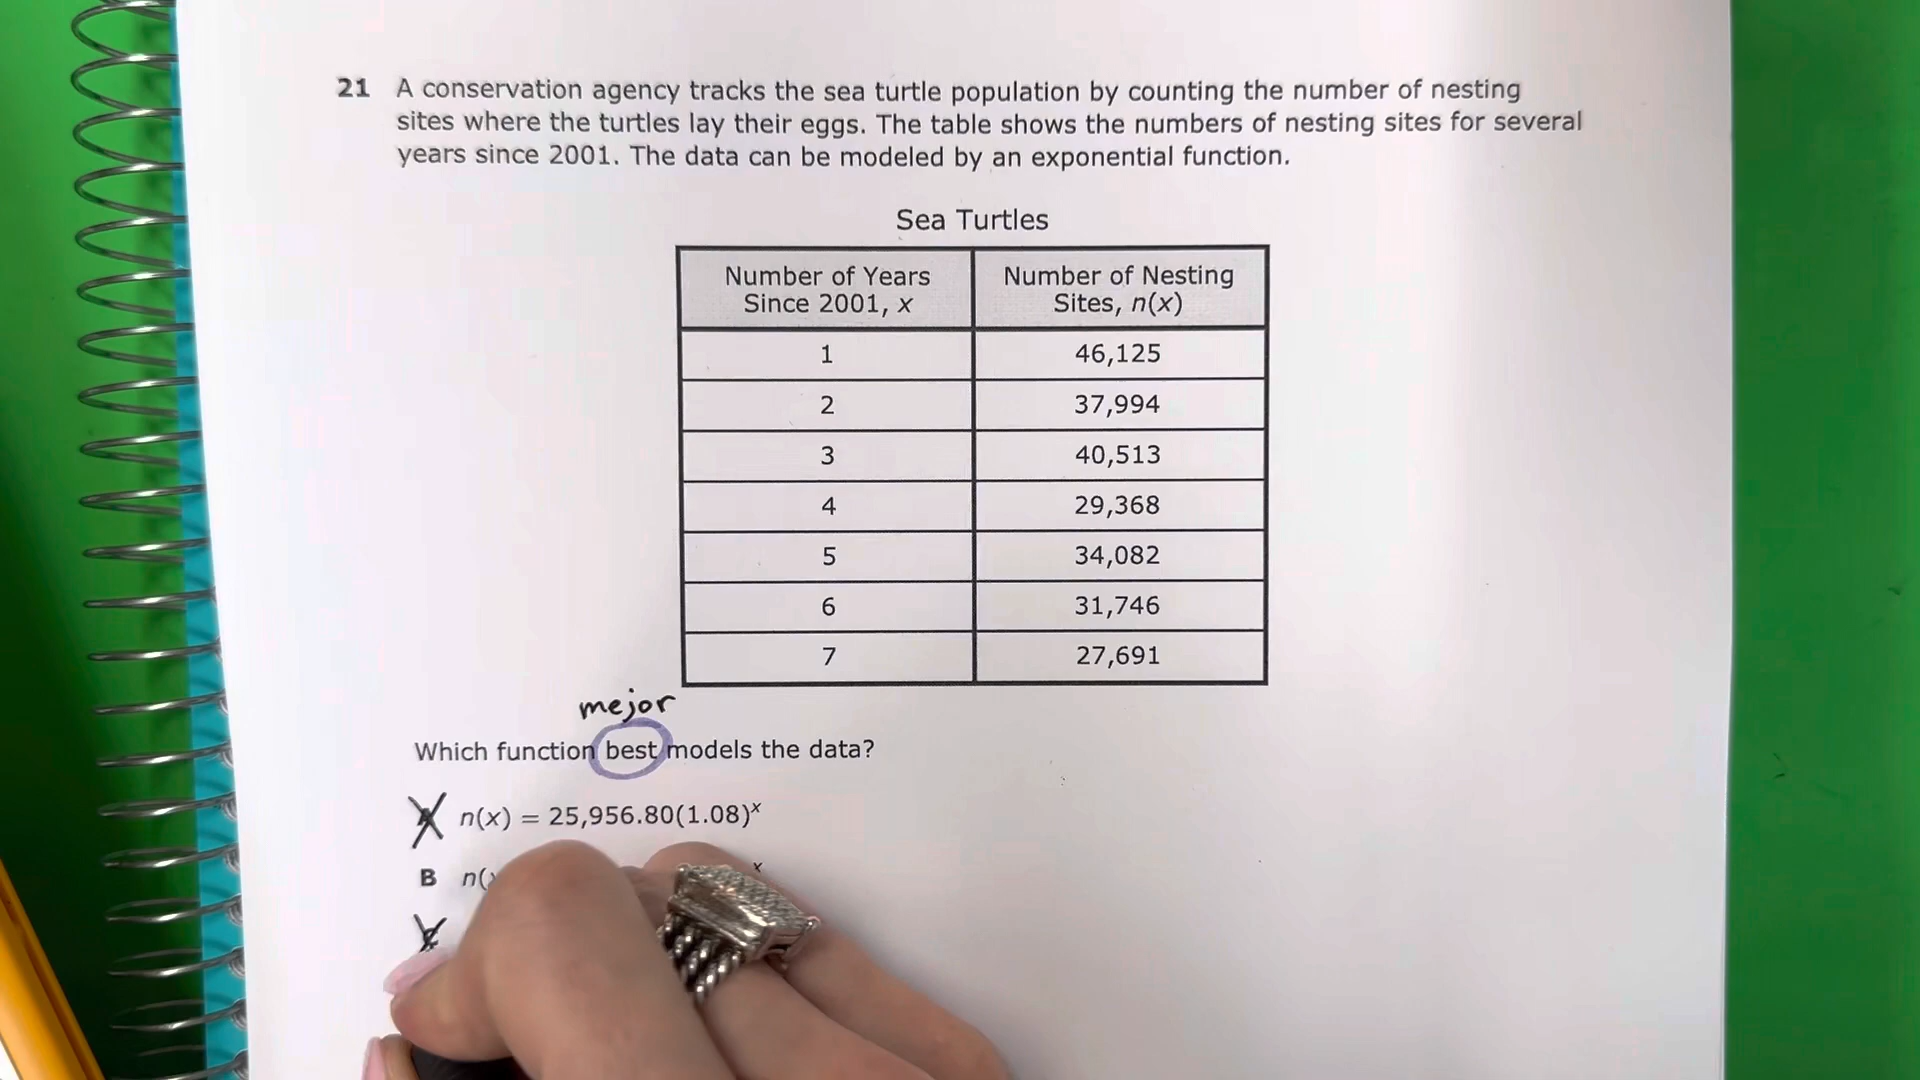 21 A conservation agency tracks the sea turtle population by counting the number of nesting
sites where the turtles lay their eggs. The table shows the numbers of nesting sites for several
years since 2001. The data can be modeled by an exponential function.
Sea Turtles
Number of Years Since 2001, x
Number of Nesting Sites, n(x)
1 46,125
2 37,994
3 40,513
4 29,368
5 34,082
6 31,746
7 27,691
mejor
Which function best models the data?
n(x) = 25,956.80(1.08)ˣ
B n(
x